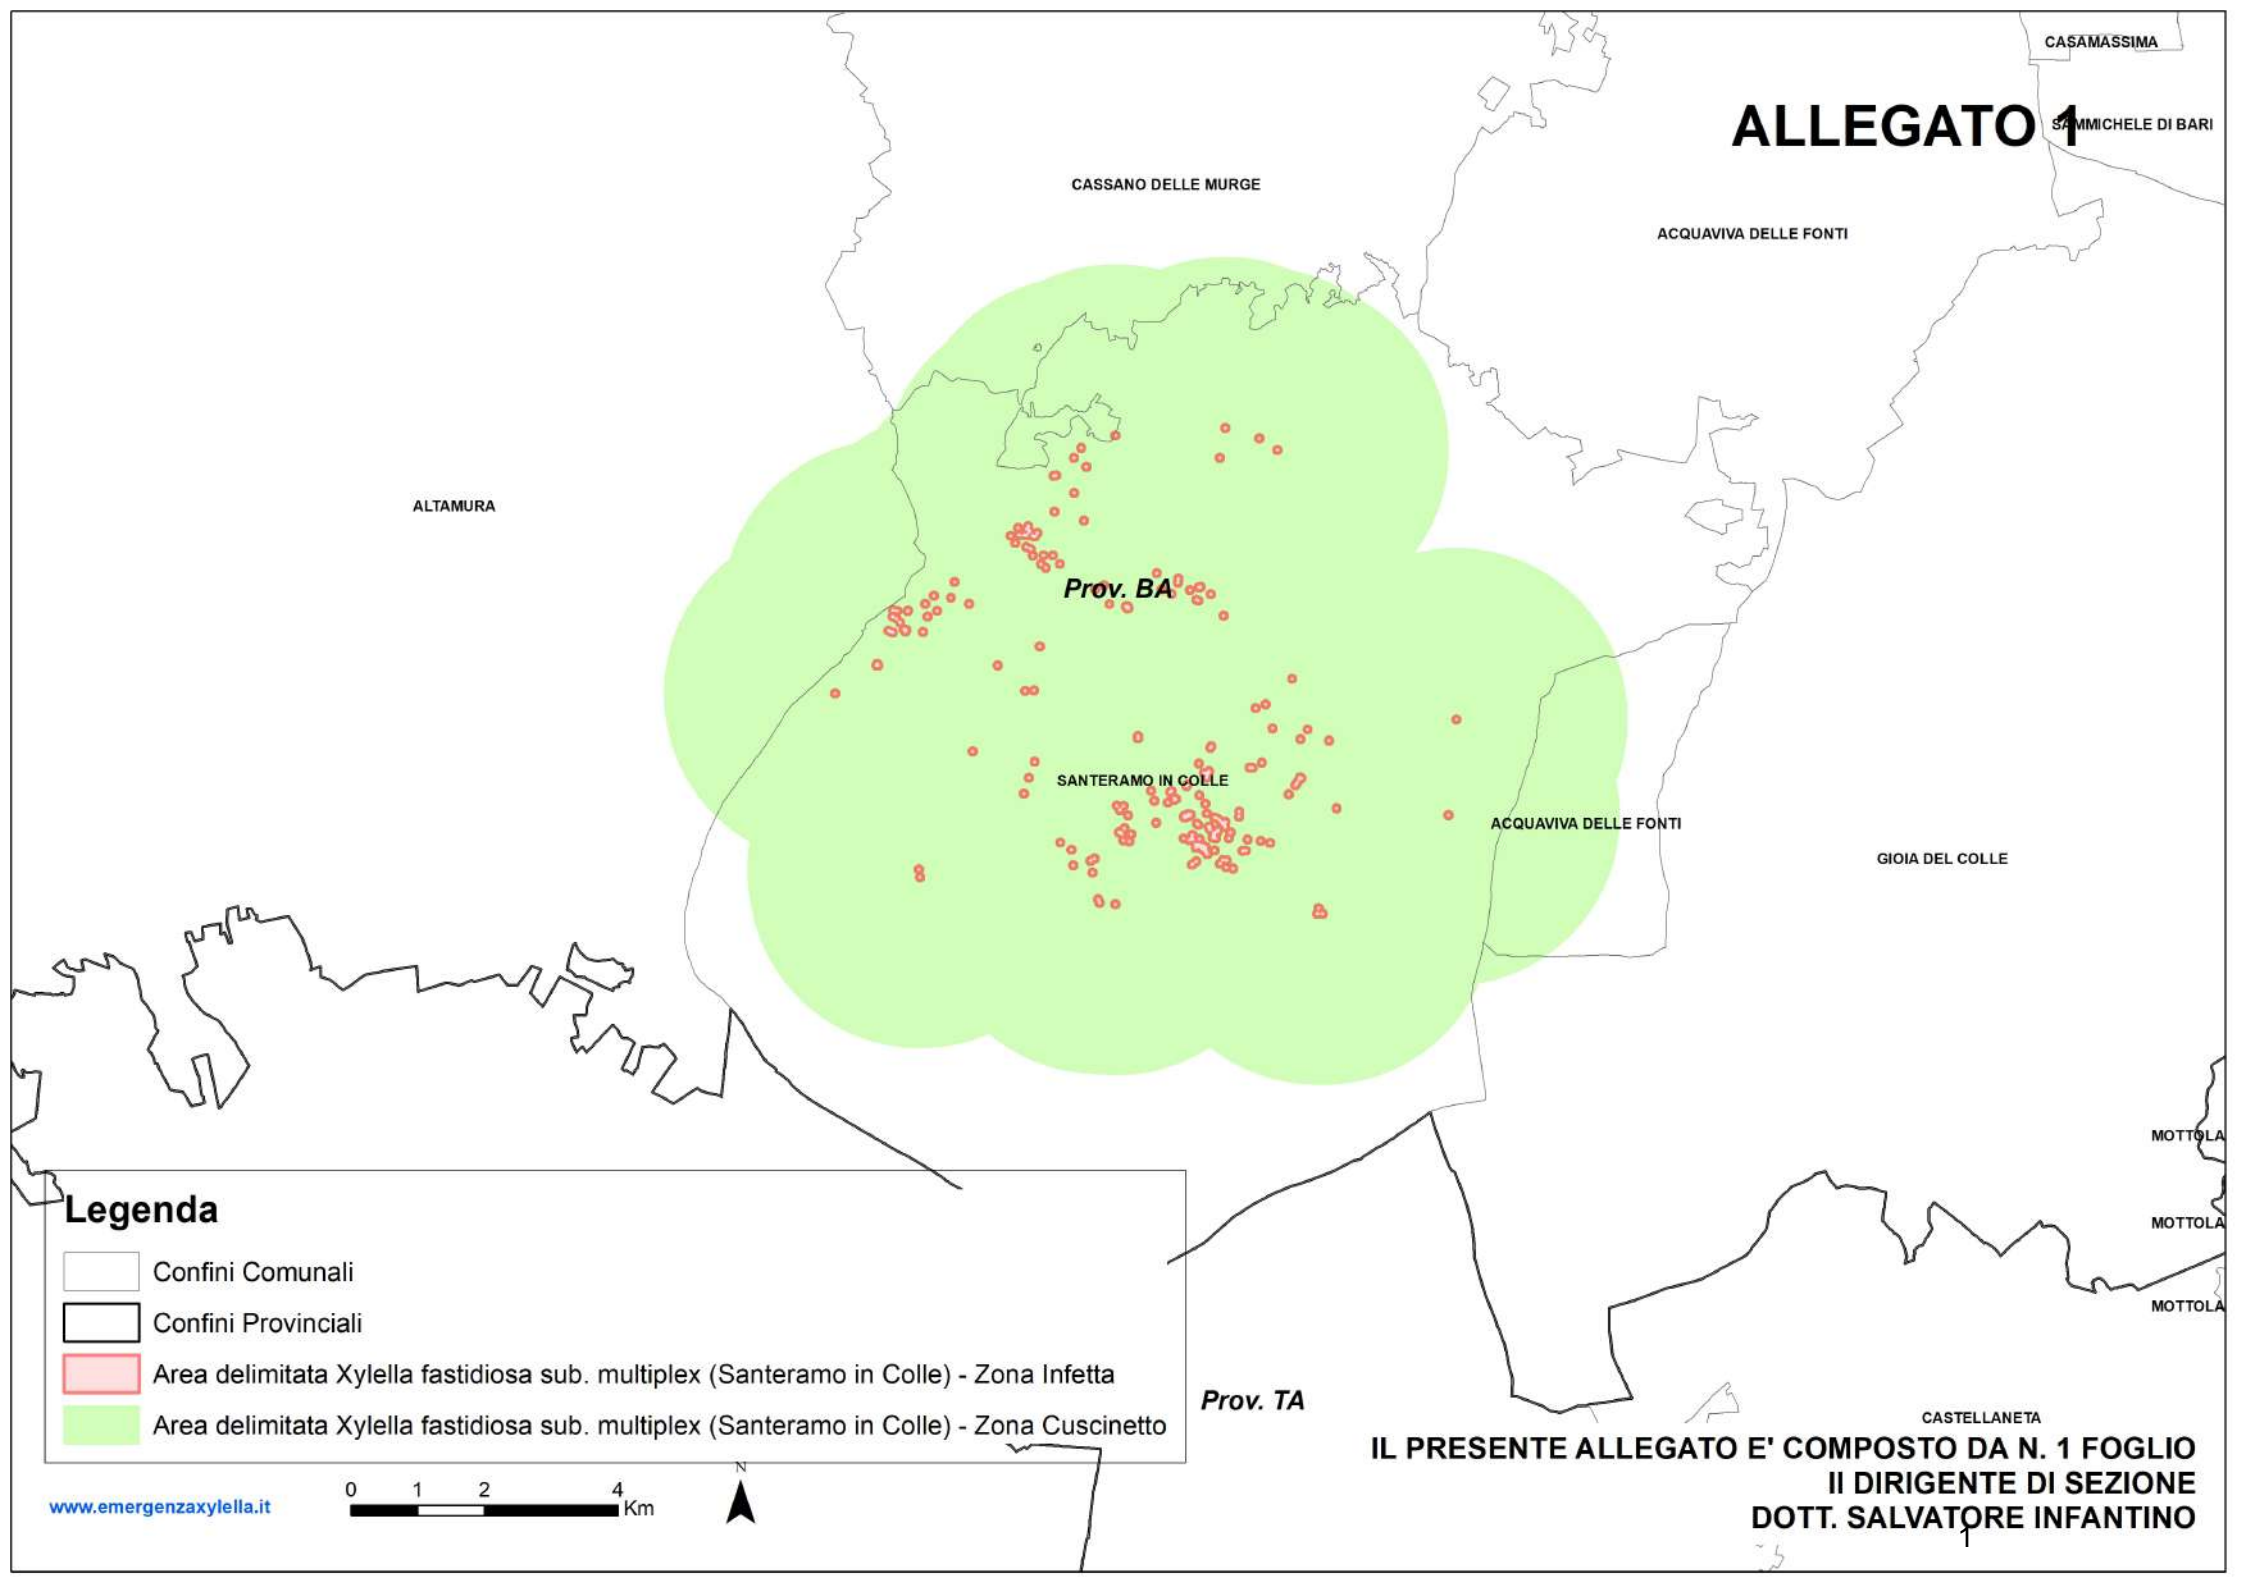 CASAMASSIMA
ALLEGATO 1
SAMMICHELE DI BARI
CASSANO DELLE MURGE
ACQUAVIVA DELLE FONTI
ALTAMURA
Prov. BA
SANTERAMO IN COLLE
ACQUAVIVA DELLE FONTI
GIOIA DEL COLLE
MOTTOLA
MOTTOLA
MOTTOLA
Legenda
Confini Comunali
Confini Provinciali
Area delimitata Xylella fastidiosa sub. multiplex (Santeramo in Colle) - Zona Infetta
Area delimitata Xylella fastidiosa sub. multiplex (Santeramo in Colle) - Zona Cuscinetto
Prov. TA
CASTELLANETA
IL PRESENTE ALLEGATO E' COMPOSTO DA N. 1 FOGLIO
Il DIRIGENTE DI SEZIONE
DOTT. SALVATORE INFANTINO
1
www.emergenzaxylella.it
0 1 2 4
Km
N